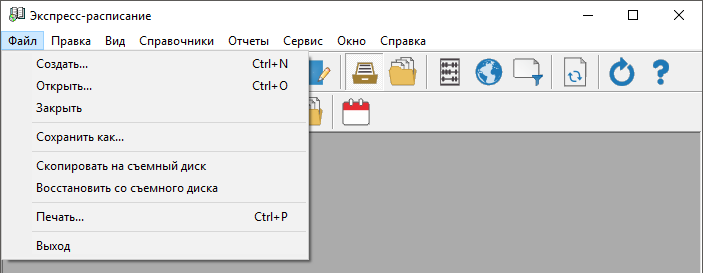 Экспресс-расписание
Файл Правка Вид Справочники Отчеты Сервис Окно Справка
Создать... Ctrl+N
Открыть... Ctrl+O
Закрыть
Сохранить как...
Скопировать на съемный диск
Восстановить со съемного диска
Печать... Ctrl+P
Выход